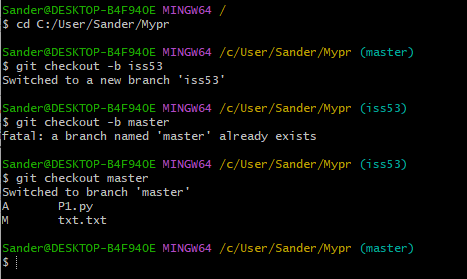 Sander@DESKTOP-B4F940E MINGW64 /
$ cd C:/User/Sander/Mypr
Sander@DESKTOP-B4F940E MINGW64 /c/User/Sander/Mypr (master)
$ git checkout -b iss53
Switched to a new branch 'iss53'
Sander@DESKTOP-B4F940E MINGW64 /c/User/Sander/Mypr (iss53)
$ git checkout -b master
fatal: a branch named 'master' already exists
Sander@DESKTOP-B4F940E MINGW64 /c/User/Sander/Mypr (iss53)
$ git checkout master
Switched to branch 'master'
A       P1.py
M       txt.txt
Sander@DESKTOP-B4F940E MINGW64 /c/User/Sander/Mypr (master)
$